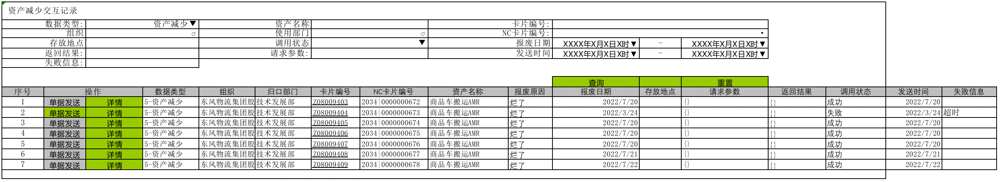 资产减少交互记录
数据类型: 资产减少▼ 资产名称 卡片编号:
组织 使用部门 NC卡片编号:
存放地点 调用状态 ▼ 报废日期 XXXX年X月X日X时▼ - XXXX年X月X日X时▼
返回结果: 请求参数: 发送时间 XXXX年X月X日X时▼ - XXXX年X月X日X时▼
失败信息:
查询 重置
序号 操作 数据类型 组织 归口部门 卡片编号 NC卡片编号 资产名称 报废原因 报废日期 存放地点 请求参数 返回结果 调用状态 发送时间 失败信息
1 单据发送 详情 5-资产减少 东风物流集团股 技术发展部 Z08009403 2034|0000000672 商品车搬运AMR 烂了 2022/7/20 {} {} 成功 2022/7/20
2 单据发送 详情 5-资产减少 东风物流集团股 技术发展部 Z08009404 2034|0000000673 商品车搬运AMR 烂了 2022/3/24 {} {} 失败 2022/3/24 超时
3 单据发送 详情 5-资产减少 东风物流集团股 技术发展部 Z08009405 2034|0000000674 商品车搬运AMR 烂了 2022/7/20 {} {} 成功 2022/7/20
4 单据发送 详情 5-资产减少 东风物流集团股 技术发展部 Z08009406 2034|0000000675 商品车搬运AMR 烂了 2022/7/20 {} {} 成功 2022/7/20
5 单据发送 详情 5-资产减少 东风物流集团股 技术发展部 Z08009407 2034|0000000676 商品车搬运AMR 烂了 2022/7/20 {} {} 成功 2022/7/20
6 单据发送 详情 5-资产减少 东风物流集团股 技术发展部 Z08009408 2034|0000000677 商品车搬运AMR 烂了 2022/7/21 {} {} 成功 2022/7/21
7 单据发送 详情 5-资产减少 东风物流集团股 技术发展部 Z08009409 2034|0000000678 商品车搬运AMR 烂了 2022/7/22 {} {} 成功 2022/7/22